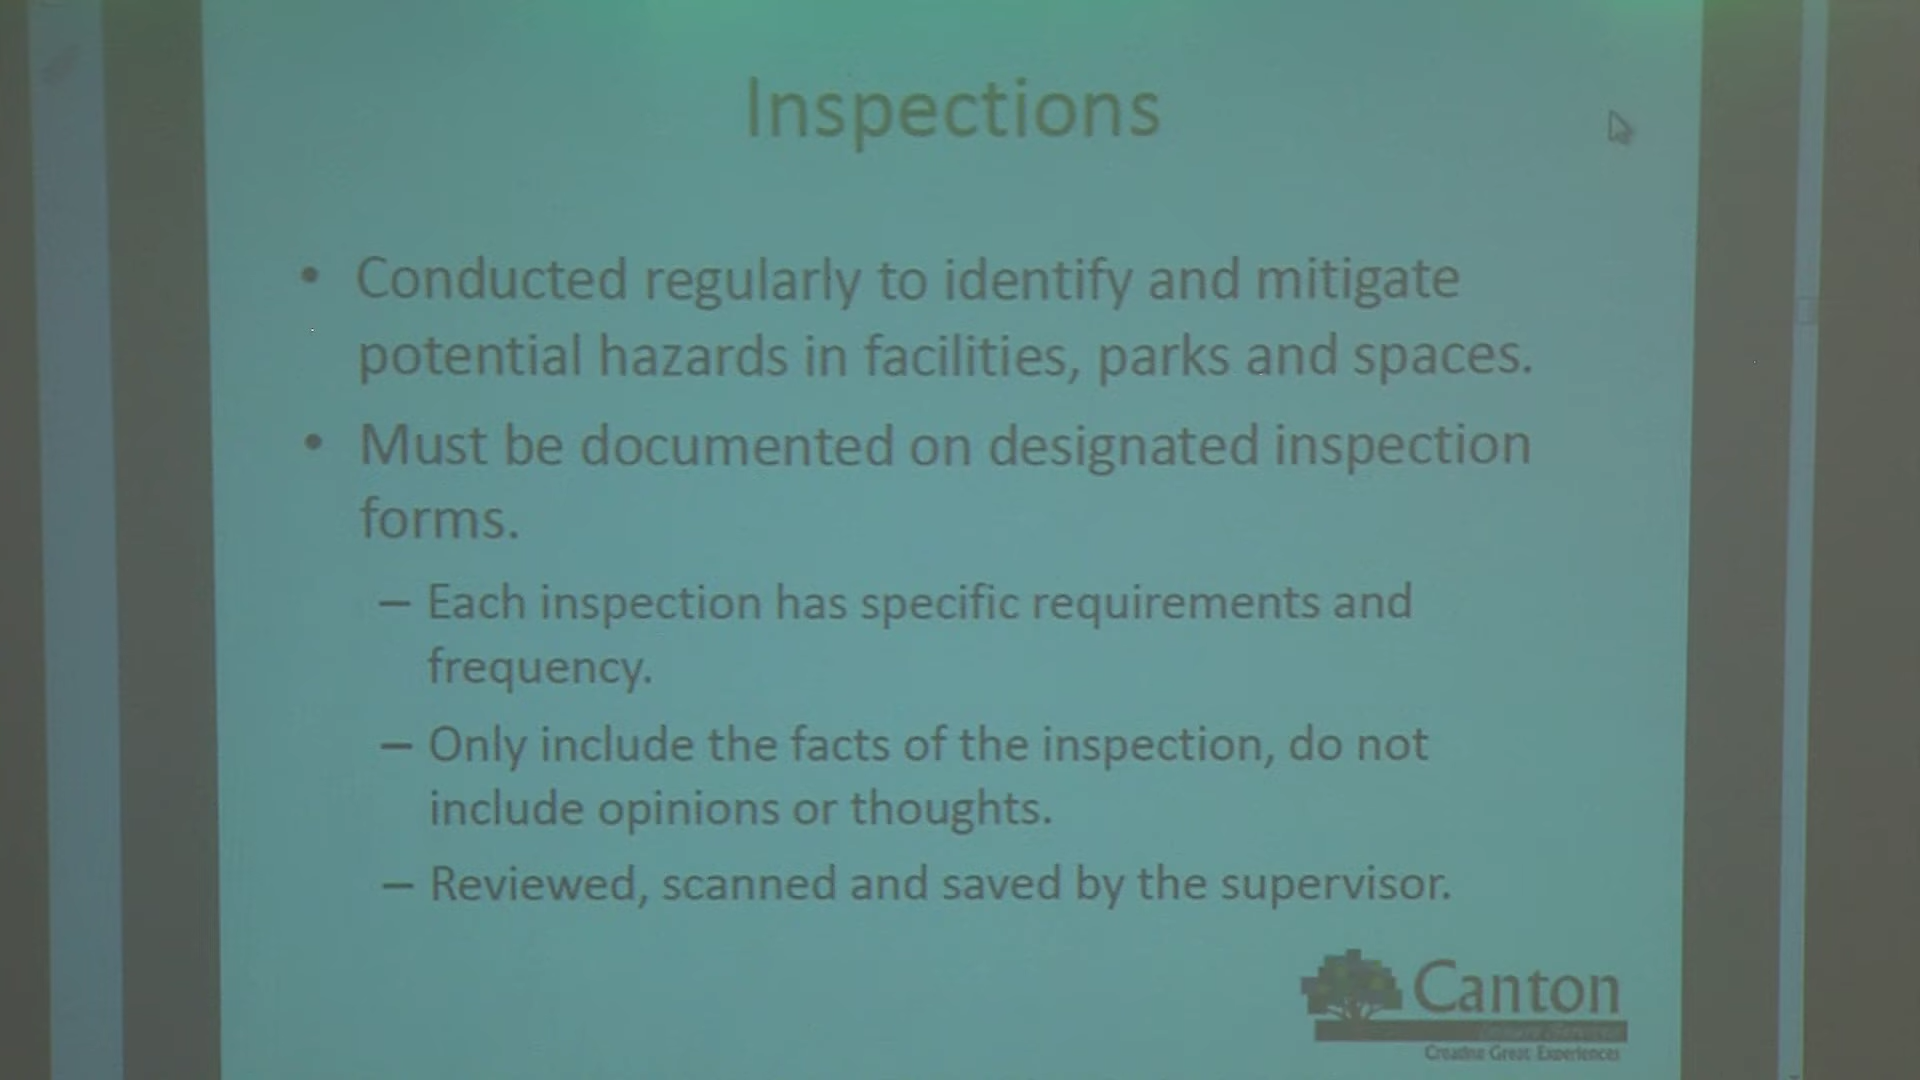 Inspections
• Conducted regularly to identify and mitigate
potential hazards in facilities, parks and spaces.
• Must be documented on designated inspection
forms.
– Each inspection has specific requirements and
frequency.
– Only include the facts of the inspection, do not
include opinions or thoughts.
– Reviewed, scanned and saved by the supervisor.
Canton
Creating Great Experiences